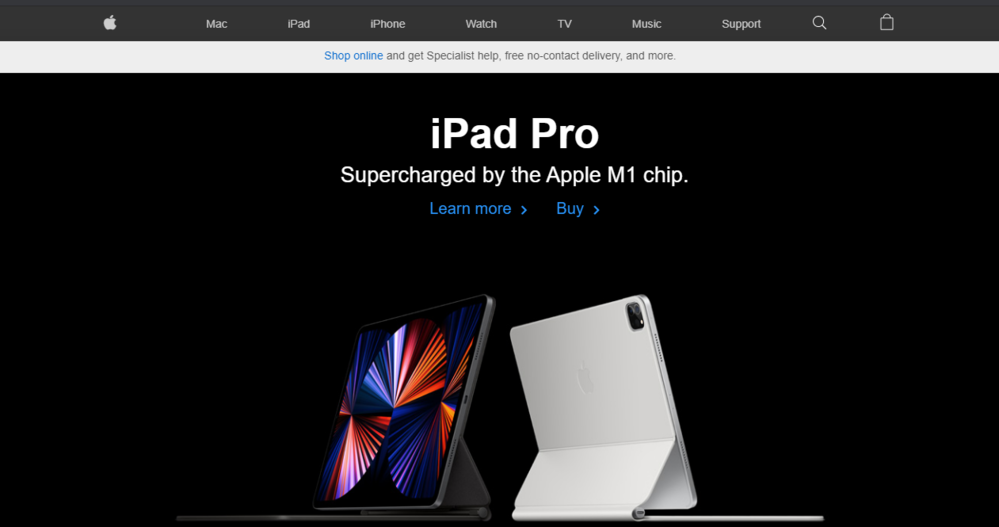 Mac iPad iPhone Watch TV Music Support
Shop online and get Specialist help, free no-contact delivery, and more.
iPad Pro
Supercharged by the Apple M1 chip.
Learn more > Buy >